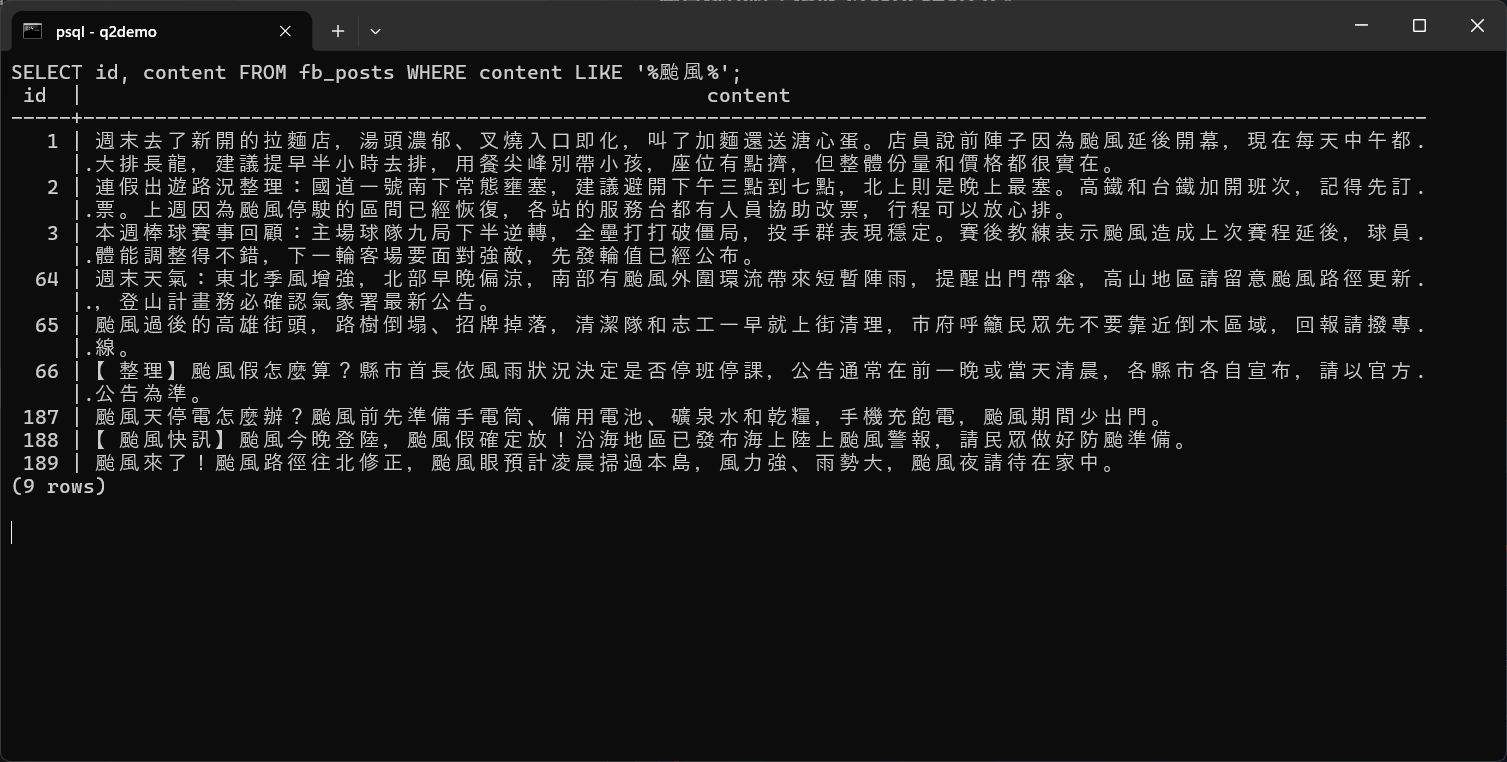 psql - q2demo
SELECT id, content FROM fb_posts WHERE content LIKE '%颱風%';
 id  |                                                    content
-----+----------------------------------------------------------------------------------------------------------------
   1 | 週末去了新開的拉麵店，湯頭濃郁、叉燒入口即化，叫了加麵還送溏心蛋。店員說前陣子因為颱風延後開幕，現在每天中午都.
     |.大排長龍，建議提早半小時去排，用餐尖峰別帶小孩，座位有點擠，但整體份量和價格都很實在。
   2 | 連假出遊路況整理：國道一號南下常態壅塞，建議避開下午三點到七點，北上則是晚上最塞。高鐵和台鐵加開班次，記得先訂.
     |.票。上週因為颱風停駛的區間已經恢復，各站的服務台都有人員協助改票，行程可以放心排。
   3 | 本週棒球賽事回顧：主場球隊九局下半逆轉，全壘打打破僵局，投手群表現穩定。賽後教練表示颱風造成上次賽程延後，球員.
     |.體能調整得不錯，下一輪客場要面對強敵，先發輪值已經公布。
  64 | 週末天氣：東北季風增強，北部早晚偏涼，南部有颱風外圍環流帶來短暫陣雨，提醒出門帶傘，高山地區請留意颱風路徑更新.
     |.，登山計畫務必確認氣象署最新公告。
  65 | 颱風過後的高雄街頭，路樹倒塌、招牌掉落，清潔隊和志工一早就上街清理，市府呼籲民眾先不要靠近倒木區域，回報請撥專.
     |.線。
  66 | 【整理】颱風假怎麼算？縣市首長依風雨狀況決定是否停班停課，公告通常在前一晚或當天清晨，各縣市各自宣布，請以官方.
     |.公告為準。
 187 | 颱風天停電怎麼辦？颱風前先準備手電筒、備用電池、礦泉水和乾糧，手機充飽電，颱風期間少出門。
 188 | 【颱風快訊】颱風今晚登陸，颱風假確定放！沿海地區已發布海上陸上颱風警報，請民眾做好防颱準備。
 189 | 颱風來了！颱風路徑往北修正，颱風眼預計凌晨掃過本島，風力強、雨勢大，颱風夜請待在家中。
(9 rows)